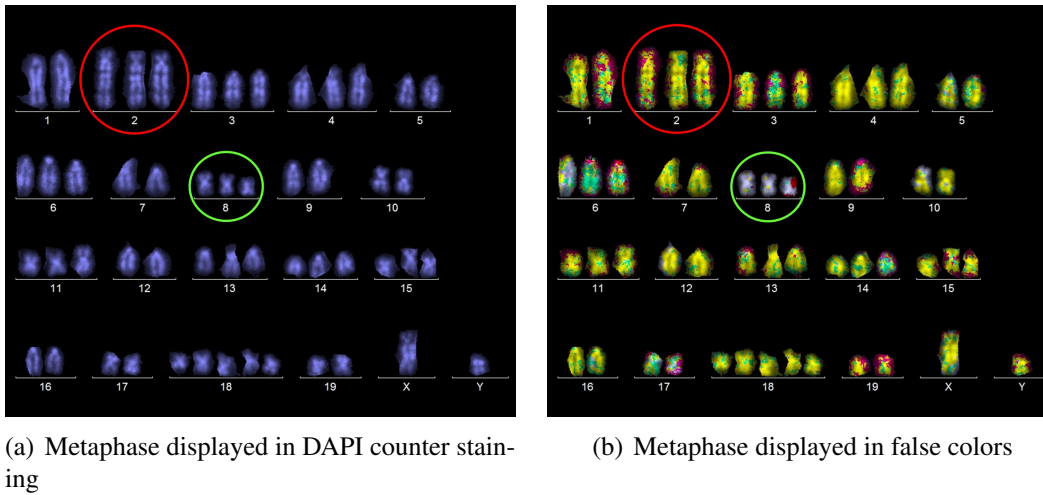 1 2 3 4 5
6 7 8 9 10
11 12 13 14 15
16 17 18 19 X Y
1 2 3 4 5
6 7 8 9 10
11 12 13 14 15
16 17 18 19 X Y
(a) Metaphase displayed in DAPI counter stain-
ing
(b) Metaphase displayed in false colors